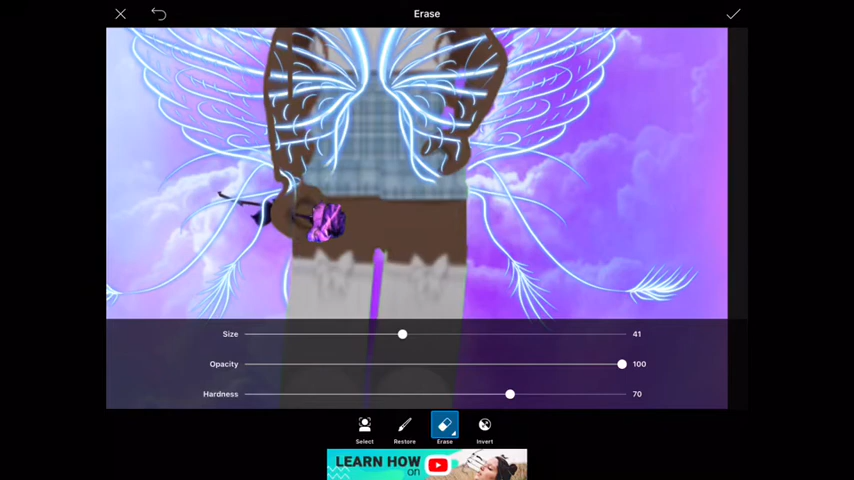 Erase
Size 41
Opacity 100
Hardness 70
Select Restore Erase Invert
LEARN HOW
on